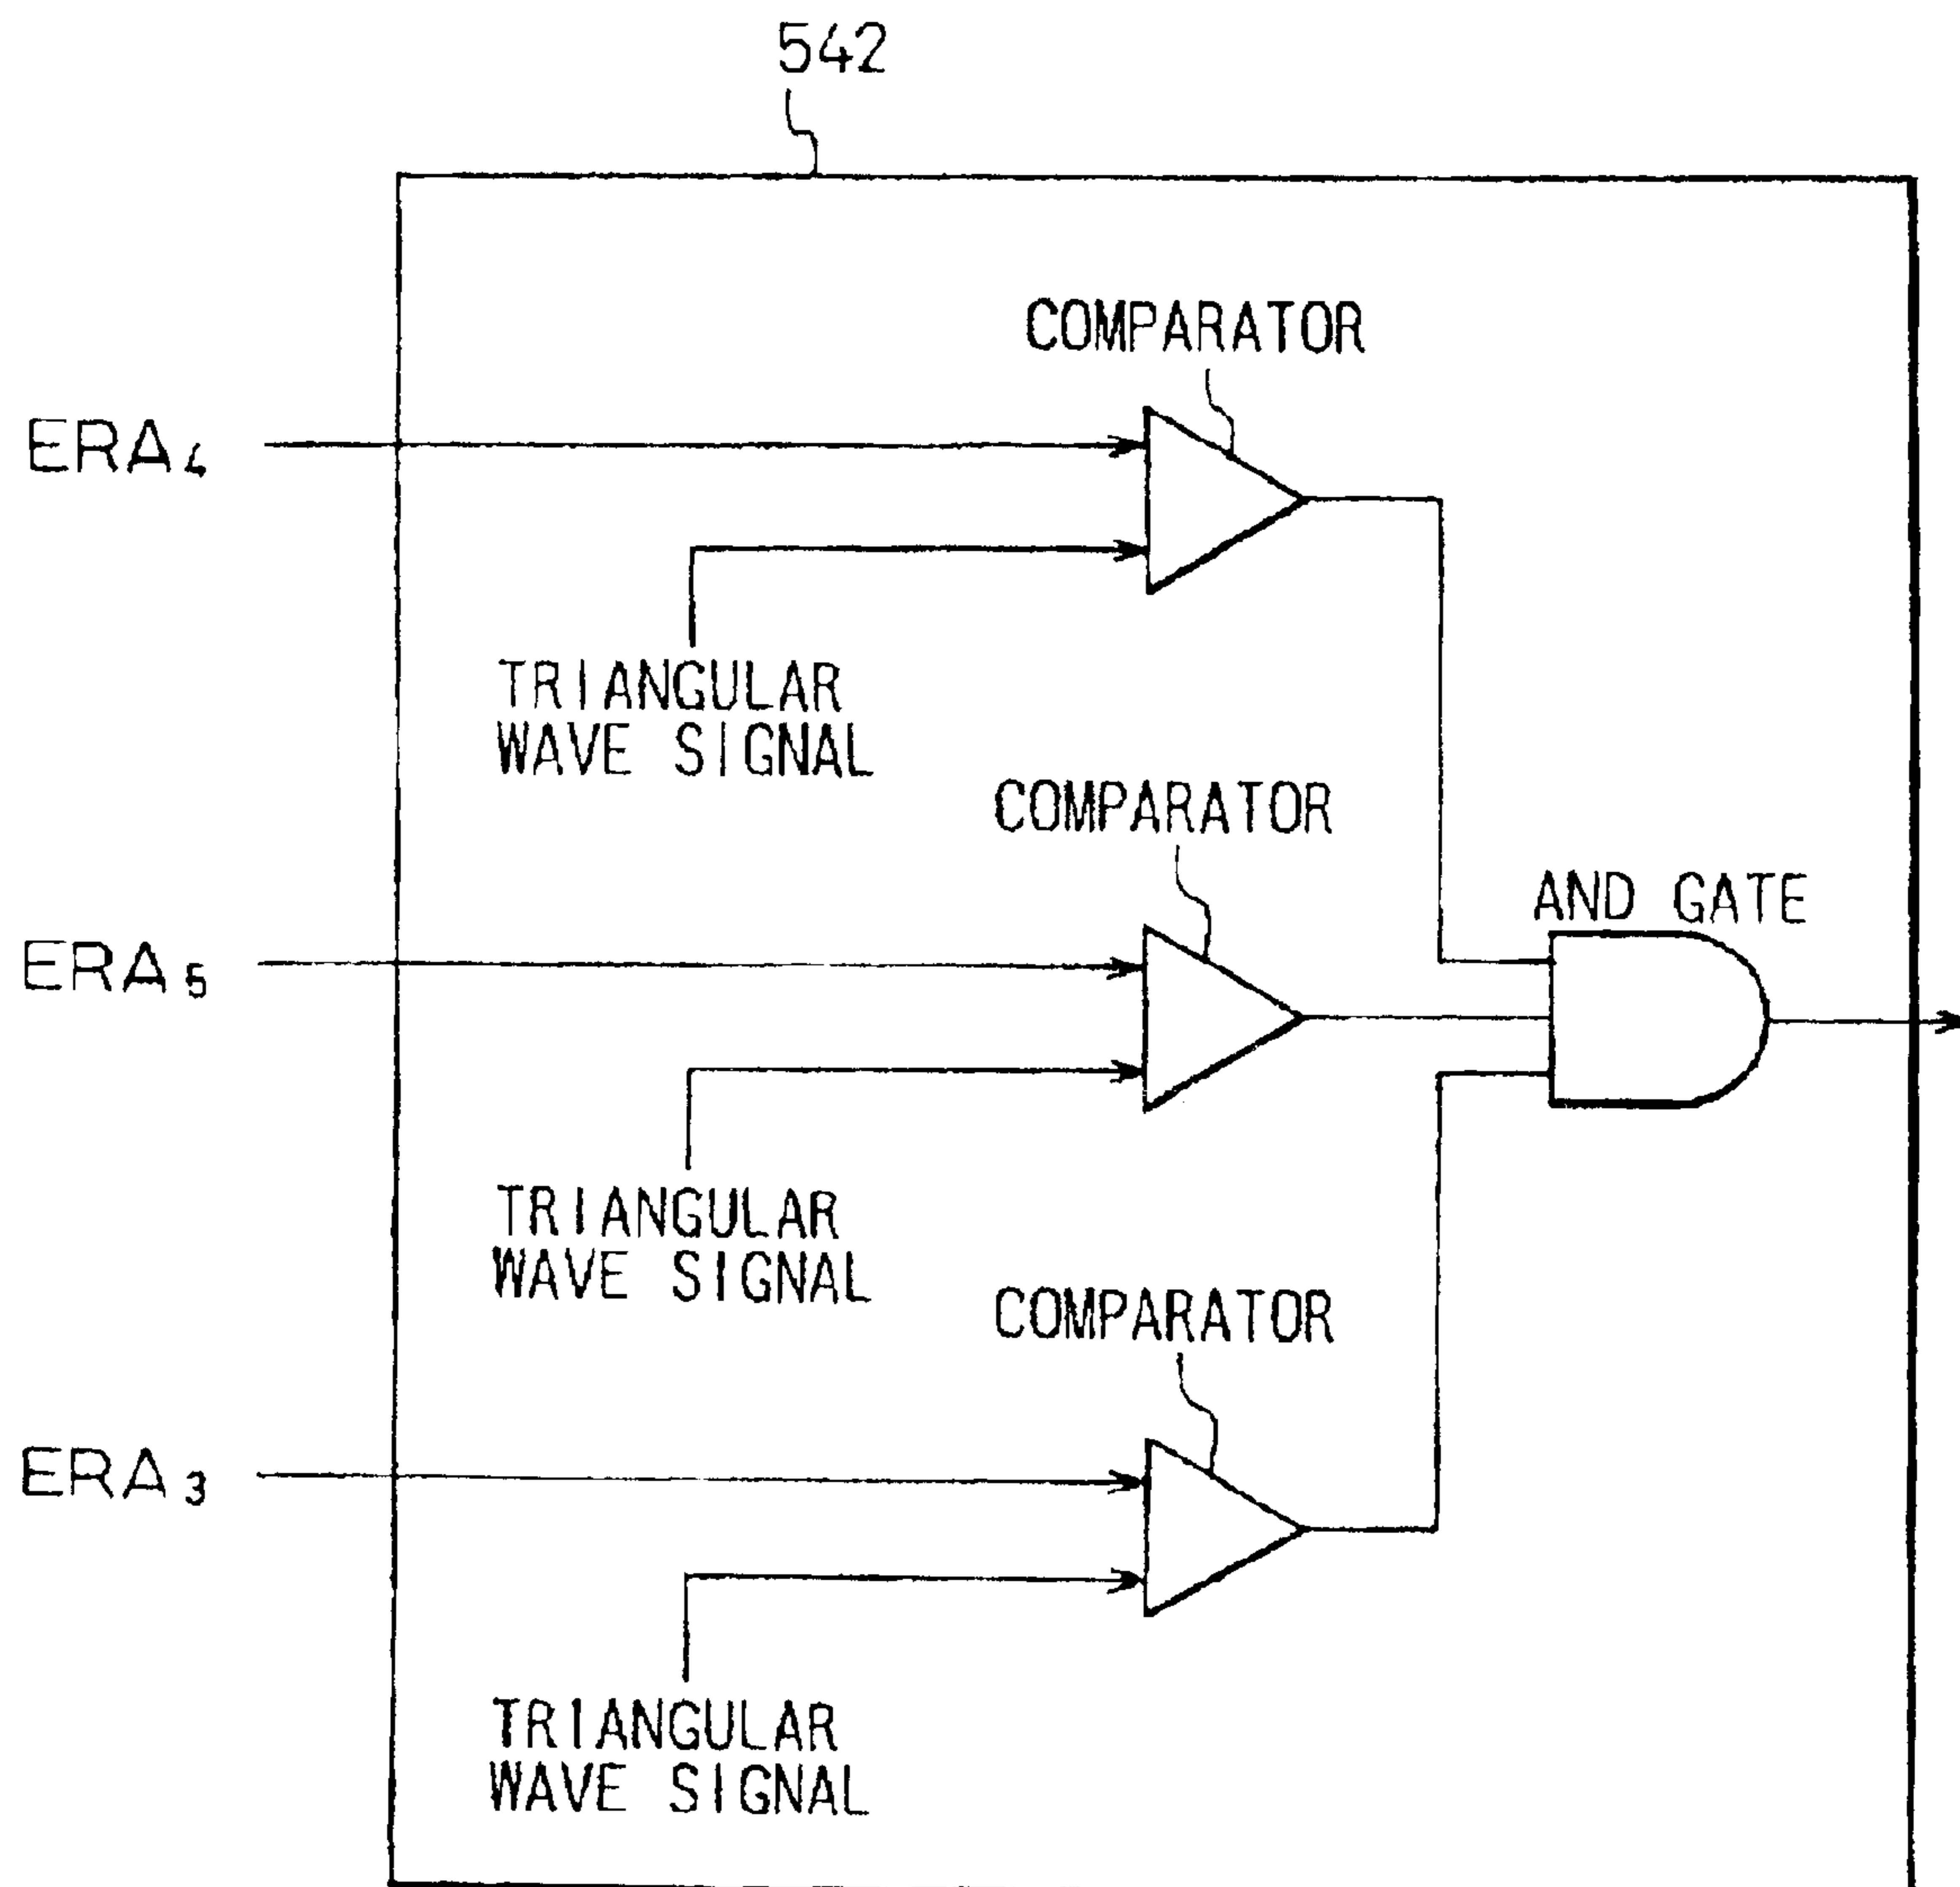 542
COMPARATOR
ERA4
TRIANGULAR
WAVE SIGNAL
COMPARATOR
AND GATE
ERA5
TRIANGULAR
WAVE SIGNAL
COMPARATOR
ERA3
TRIANGULAR
WAVE SIGNAL